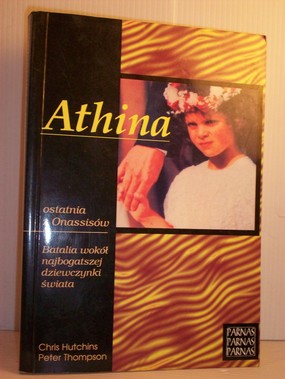 Athina
ostatnia
z Onassisów
Batalia wokół
najbogatszej
dziewczynki
świata
Chris Hutchins
Peter Thompson
PARNAS
PARNAS
PARNAS